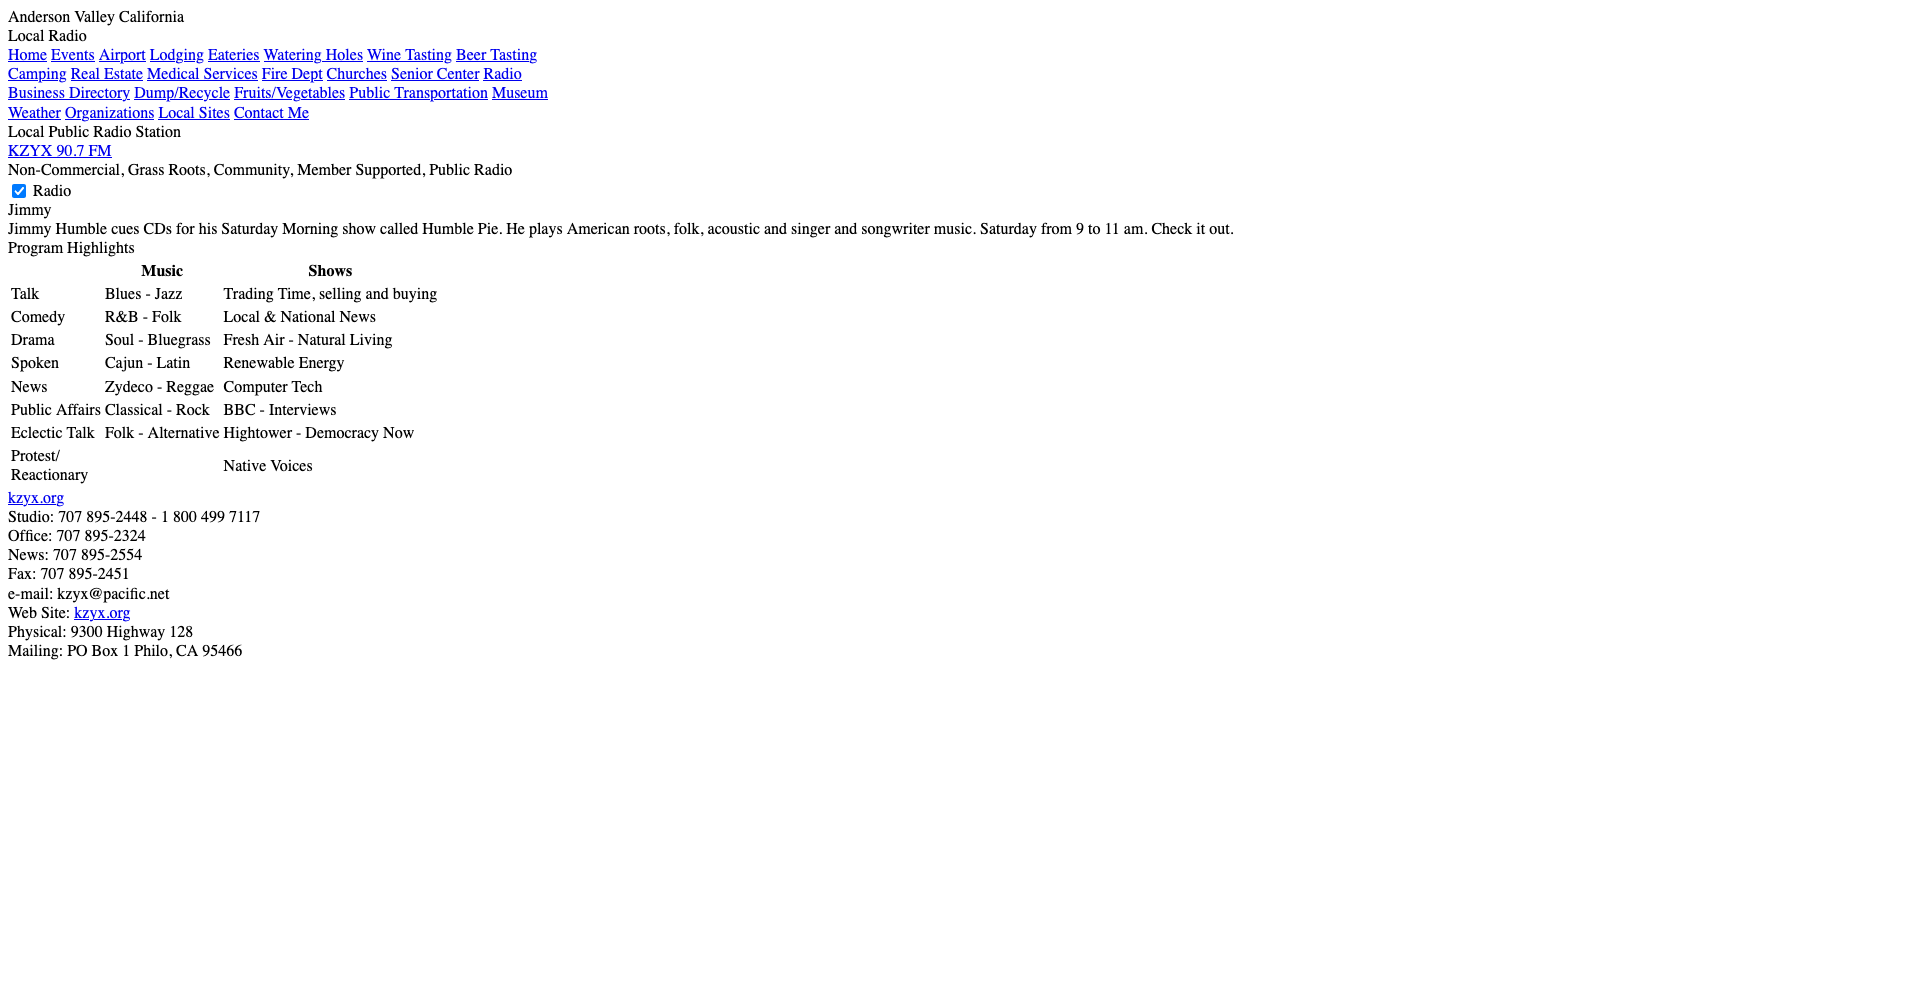 Anderson Valley California
Local Radio
Home Events Airport Lodging Eateries Watering Holes Wine Tasting Beer Tasting
Camping Real Estate Medical Services Fire Dept Churches Senior Center Radio
Business Directory Dump/Recycle Fruits/Vegetables Public Transportation Museum
Weather Organizations Local Sites Contact Me
Local Public Radio Station
KZYX 90.7 FM
Non-Commercial, Grass Roots, Community, Member Supported, Public Radio
Radio
Jimmy
Jimmy Humble cues CDs for his Saturday Morning show called Humble Pie. He plays American roots, folk, acoustic and singer and songwriter music. Saturday from 9 to 11 am. Check it out.
Program Highlights
Music Shows
Talk Blues - Jazz Trading Time, selling and buying
Comedy R&B - Folk Local & National News
Drama Soul - Bluegrass Fresh Air - Natural Living
Spoken Cajun - Latin Renewable Energy
News Zydeco - Reggae Computer Tech
Public Affairs Classical - Rock BBC - Interviews
Eclectic Talk Folk - Alternative Hightower - Democracy Now
Protest/
Reactionary Native Voices
kzyx.org
Studio: 707 895-2448 - 1 800 499 7117
Office: 707 895-2324
News: 707 895-2554
Fax: 707 895-2451
e-mail: kzyx@pacific.net
Web Site: kzyx.org
Physical: 9300 Highway 128
Mailing: PO Box 1 Philo, CA 95466